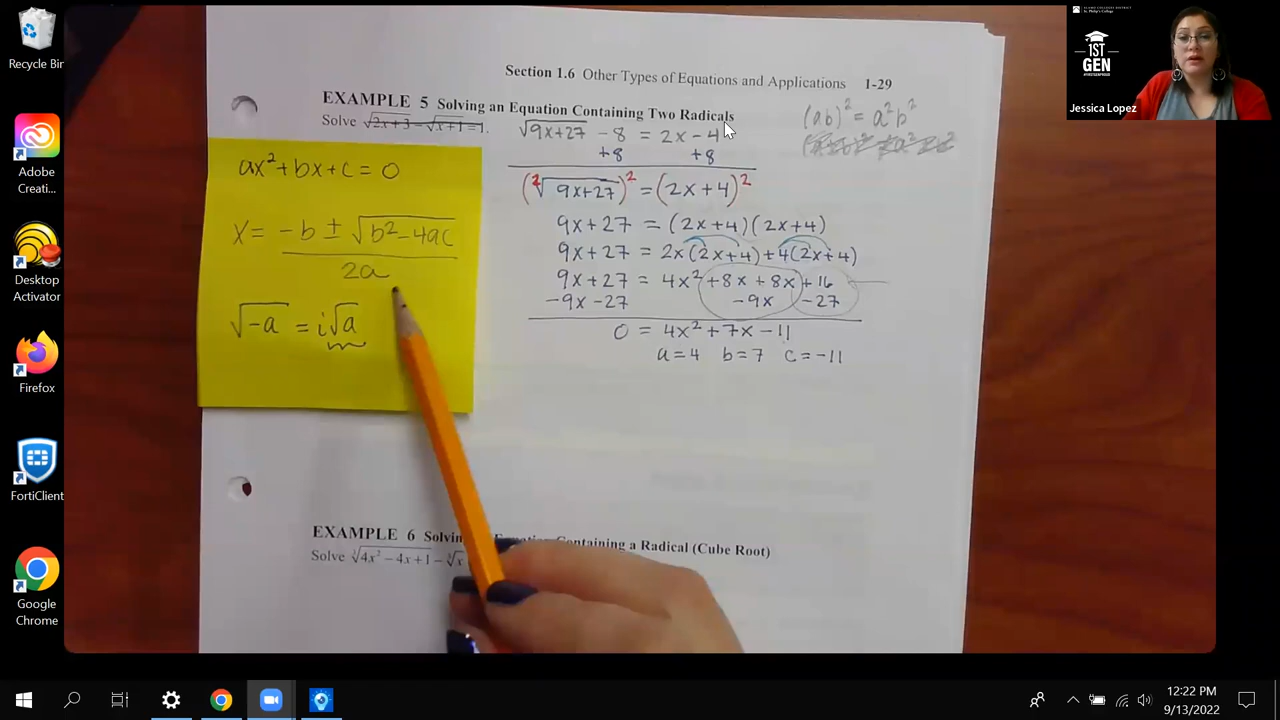 Recycle Bin
Adobe
Creati...
Desktop
Activator
Firefox
FortiClient
Google
Chrome
1ST
GEN
Jessica Lopez
Section 1.6 Other Types of Equations and Applications 1-29
EXAMPLE 5 Solving an Equation Containing Two Radicals
Solve √(2x+3) − √(x+1) = 1.
√(9x+27) − 8 = 2x − 4
+8 +8
(²√(9x+27))² = (2x+4)²
9x+27 = (2x+4)(2x+4)
9x+27 = 2x(2x+4)+4(2x+4)
9x+27 = 4x²+8x+8x+16
−9x −27 −9x −27
0 = 4x²+7x−11
a=4 b=7 c=−11
(ab)² = a²b²
ax²+bx+c=0
x = (−b ± √(b²−4ac))/2a
√−a = i√a
EXAMPLE 6 Containing a Radical (Cube Root)
Solve ∛(4x²−4x+1) − ∛x
12:22 PM
9/13/2022